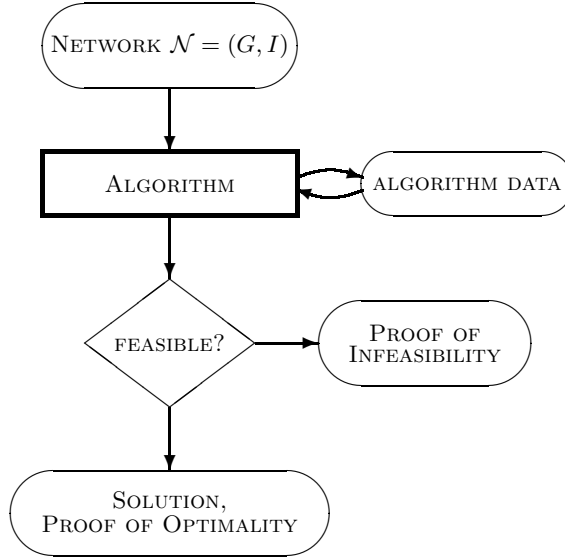 NETWORK 𝒩 = (G, I)
ALGORITHM
ALGORITHM DATA
FEASIBLE?
PROOF OF
INFEASIBILITY
SOLUTION,
PROOF OF OPTIMALITY